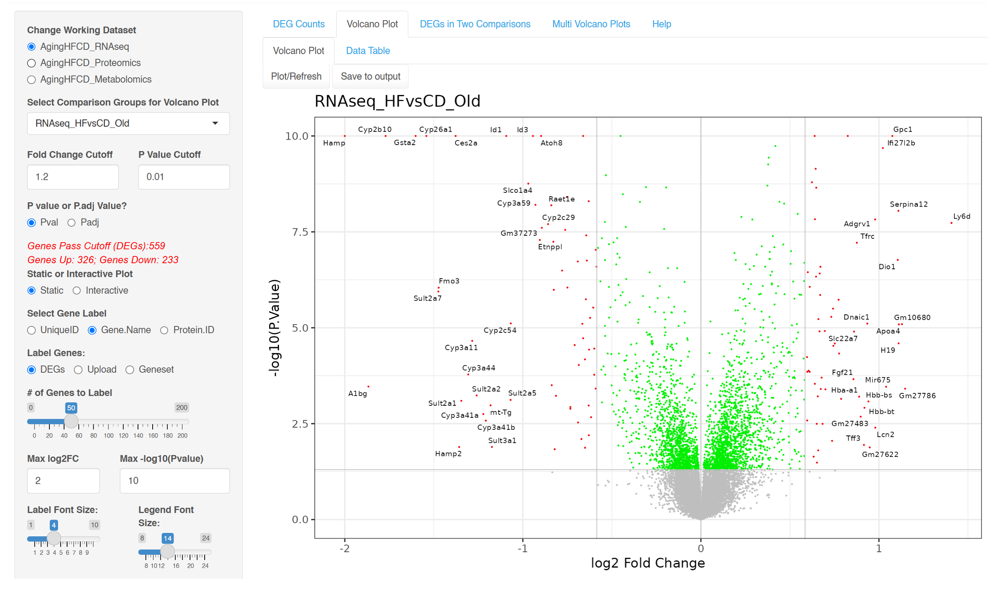 Change Working Dataset
AgingHFCD_RNAseq
AgingHFCD_Proteomics
AgingHFCD_Metabolomics
Select Comparison Groups for Volcano Plot
RNAseq_HFvsCD_Old
Fold Change Cutoff P Value Cutoff
1.2 0.01
P value or P.adj Value?
Pval Padj
Genes Pass Cutoff (DEGs):559
Genes Up: 326; Genes Down: 233
Static or Interactive Plot
Static Interactive
Select Gene Label
UniqueID Gene.Name Protein.ID
Label Genes:
DEGs Upload Geneset
# of Genes to Label
0 50 200
0 20 40 60 80 100 120 140 160 180 200
Max log2FC Max -log10(Pvalue)
2 10
Label Font Size: Legend Font Size:
1 4 10
1 2 3 4 5 6 7 8 9
8 14 24
8 10 12 16 20 24
DEG Counts Volcano Plot DEGs in Two Comparisons Multi Volcano Plots Help
Volcano Plot Data Table
Plot/Refresh Save to output
RNAseq_HFvsCD_Old
Cyp2b10 Cyp26a1 Id1 Id3 Gpc1
10.0
Hamp Gsta2 Ces2a Atoh8 Ifi27l2b
Slco1a4
Cyp3a59 Raet1e Serpina12
Cyp2c29 Ly6d
Adgrv1
7.5
Gm37273 Tfrc
Etnppl
Dio1
Fmo3
Sult2a7
Dnaic1 Gm10680
5.0
Cyp2c54 Apoa4
Slc22a7
Cyp3a11 H19
Cyp3a44 Fgf21
Mir675
A1bg Sult2a2 Sult2a5 Hba-a1 Hbb-bs Gm27786
Sult2a1
Cyp3a41a mt-Tg Hbb-bt
2.5
Cyp3a41b Gm27483
Sult3a1 Tff3 Lcn2
Hamp2 Gm27622
0.0
-2 -1 0 1
log2 Fold Change
-log10(P.Value)